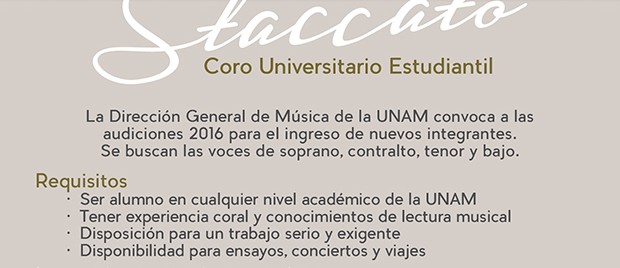 Staccato
Coro Universitario Estudiantil
La Dirección General de Música de la UNAM convoca a las
audiciones 2016 para el ingreso de nuevos integrantes.
Se buscan las voces de soprano, contralto, tenor y bajo.
Requisitos
· Ser alumno en cualquier nivel académico de la UNAM
· Tener experiencia coral y conocimientos de lectura musical
· Disposición para un trabajo serio y exigente
· Disponibilidad para ensayos, conciertos y viajes